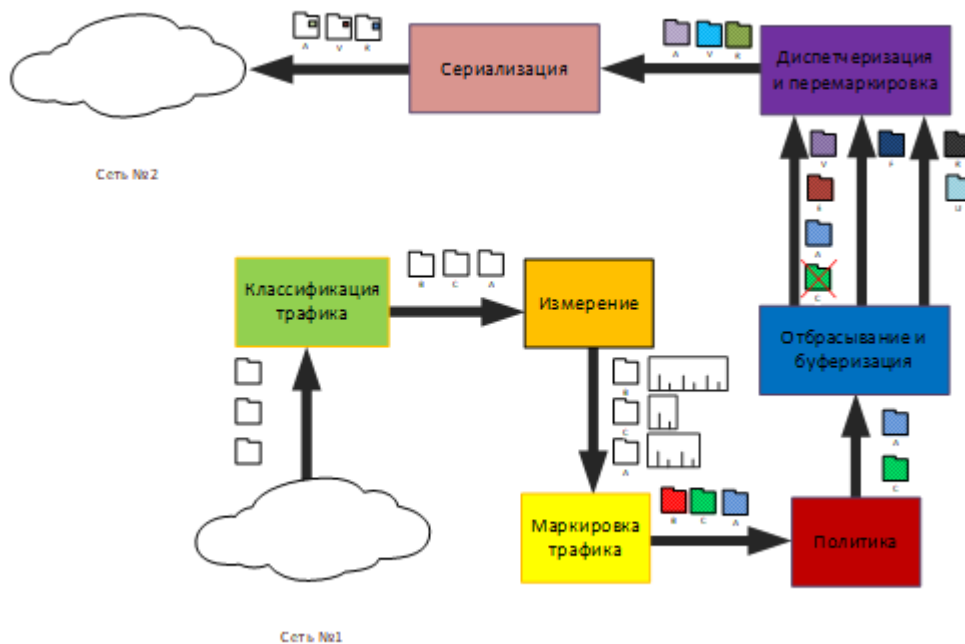 A V R
A V R
Сериализация
Диспетчеризация
и перемаркировка
Сеть №2
V F K
S U
A
C
Классификация
трафика
B C A
Измерение
Отбрасывание и
буферизация
B
C
A
A
C
Маркировка
трафика
B C A
Политика
Сеть №1